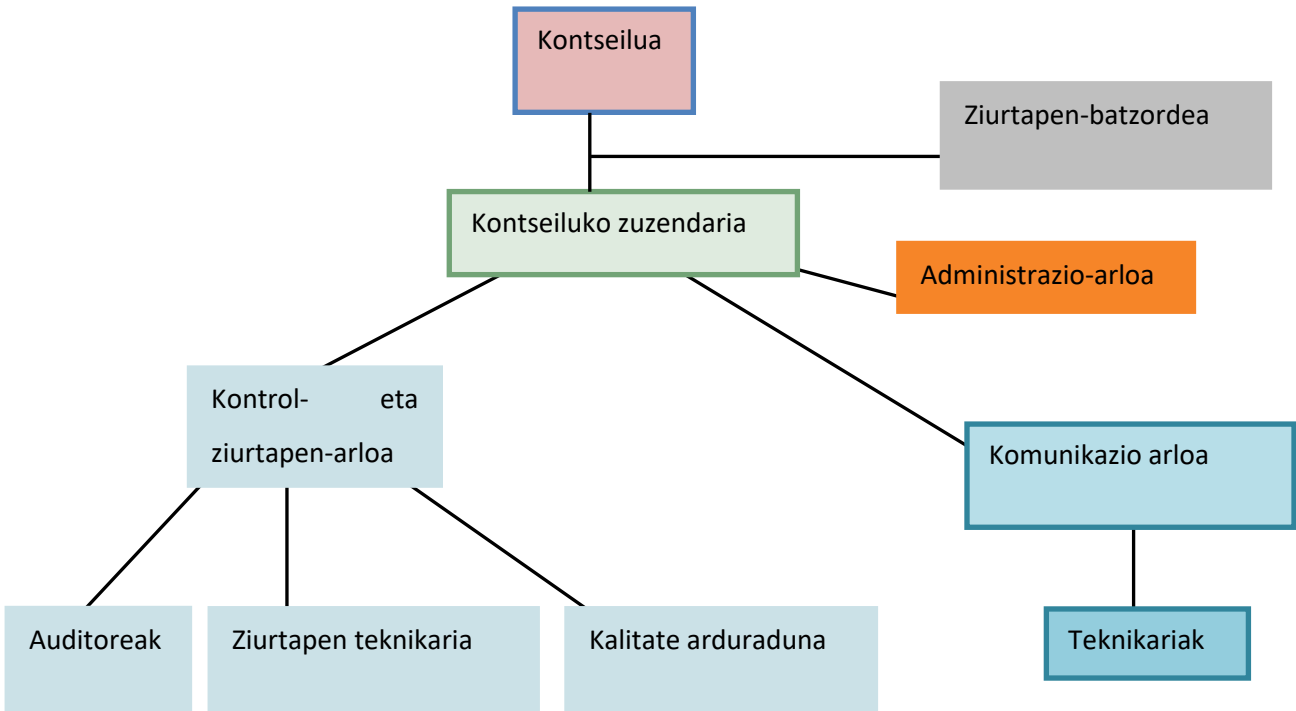 Kontseilua
Ziurtapen-batzordea
Kontseiluko zuzendaria
Administrazio-arloa
Kontrol- eta
ziurtapen-arloa
Komunikazio arloa
Auditoreak
Ziurtapen teknikaria
Kalitate arduraduna
Teknikariak